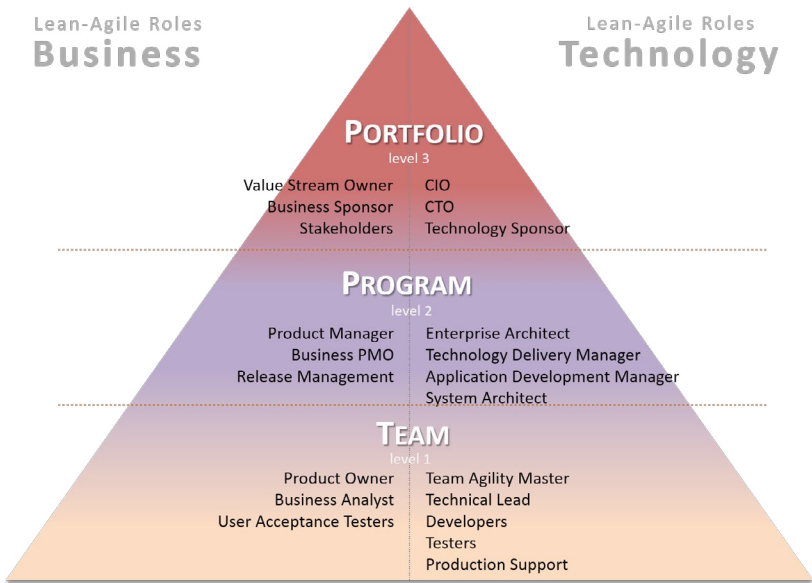 Lean-Agile Roles
Business
Lean-Agile Roles
Technology
PORTFOLIO
level 3
Value Stream Owner
Business Sponsor
Stakeholders
CIO
CTO
Technology Sponsor
PROGRAM
level 2
Product Manager
Business PMO
Release Management
Enterprise Architect
Technology Delivery Manager
Application Development Manager
System Architect
TEAM
level 1
Product Owner
Business Analyst
User Acceptance Testers
Team Agility Master
Technical Lead
Developers
Testers
Production Support